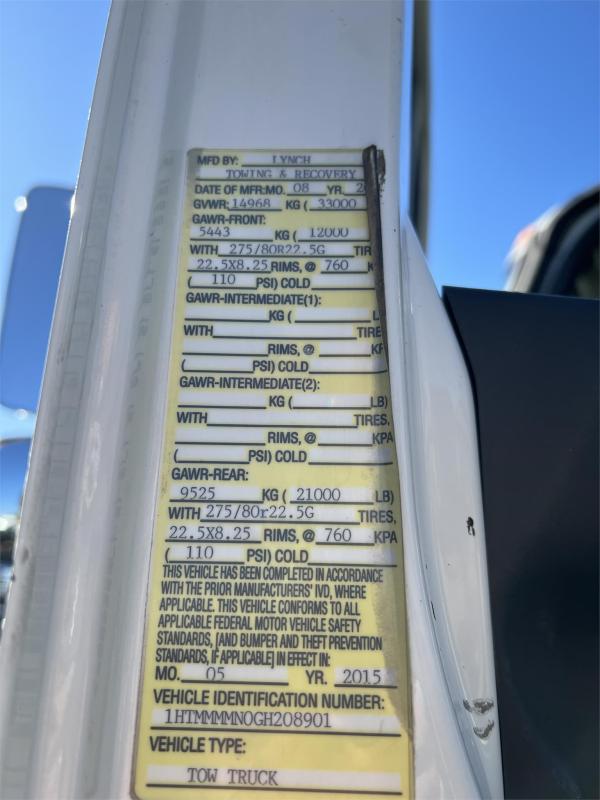 MFD BY: LYNCH
TOWING & RECOVERY
DATE OF MFR: MO. 08 YR. 2
GVWR: 14968 KG ( 33000
GAWR-FRONT:
5443 KG ( 12000
WITH 275/80R22.5G TIR
22.5X8.25 RIMS, @ 760 K
( 110 PSI) COLD
GAWR-INTERMEDIATE(1):
KG ( L
WITH TIRE
RIMS, @ KP
( PSI) COLD
GAWR-INTERMEDIATE(2):
KG ( LB)
WITH TIRES,
RIMS, @ KPA
( PSI) COLD
GAWR-REAR:
9525 KG ( 21000 LB)
WITH 275/80r22.5G TIRES,
22.5X8.25 RIMS, @ 760 KPA
( 110 PSI) COLD
THIS VEHICLE HAS BEEN COMPLETED IN ACCORDANCE
WITH THE PRIOR MANUFACTURERS' IVD, WHERE
APPLICABLE. THIS VEHICLE CONFORMS TO ALL
APPLICABLE FEDERAL MOTOR VEHICLE SAFETY
STANDARDS, [AND BUMPER AND THEFT PREVENTION
STANDARDS, IF APPLICABLE] IN EFFECT IN:
MO. 05 YR. 2015
VEHICLE IDENTIFICATION NUMBER:
1HTMMMMN0GH208901
VEHICLE TYPE:
TOW TRUCK